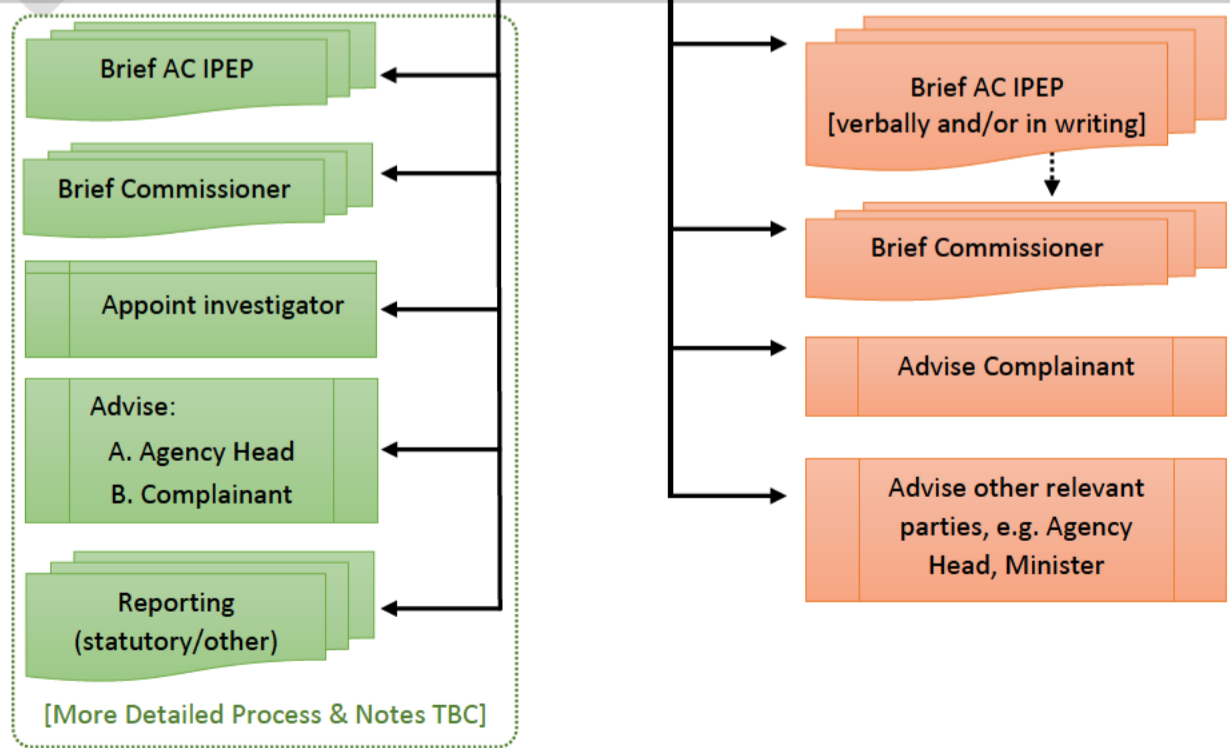 Brief AC IPEP
Brief Commissioner
Appoint investigator
Advise:
A. Agency Head
B. Complainant
Reporting
(statutory/other)
[More Detailed Process & Notes TBC]
Brief AC IPEP
[verbally and/or in writing]
Brief Commissioner
Advise Complainant
Advise other relevant
parties, e.g. Agency
Head, Minister